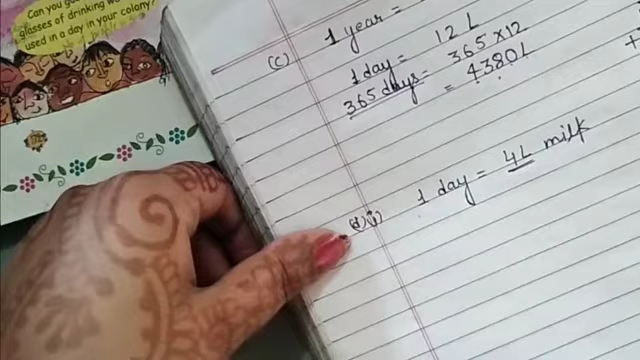 Can you gu
glasses of drinking w
used in a day in your colony?
1 year =
(c) 1 day = 12 L
365 days = 365 x 12
= 4380L
(d) (i) 1 day = 4L milk